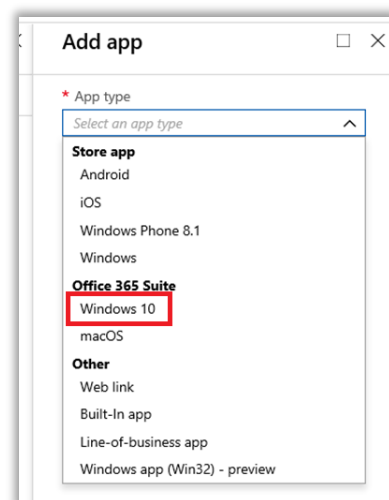 Add app
* App type
Select an app type
Store app
Android
iOS
Windows Phone 8.1
Windows
Office 365 Suite
Windows 10
macOS
Other
Web link
Built-In app
Line-of-business app
Windows app (Win32) - preview